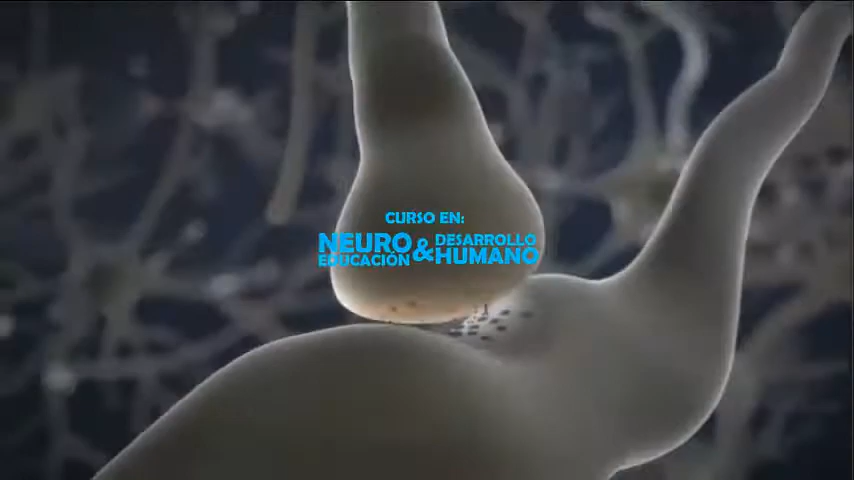 CURSO EN:
NEURO
EDUCACIÓN
&
DESARROLLO
HUMANO